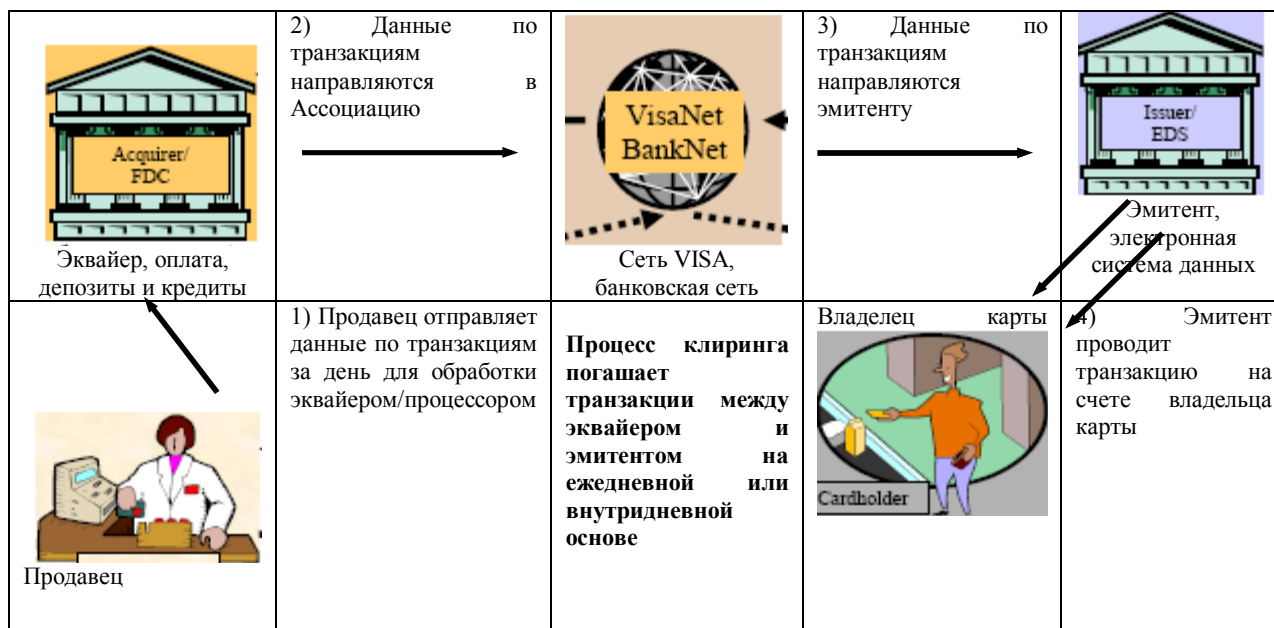 2) Данные по
транзакциям
направляются в
Ассоциацию
3) Данные по
транзакциям
направляются
эмитенту
Acquirer/
FDC
VisaNet
BankNet
Issuer/
EDS
Эквайер, оплата,
депозиты и кредиты
Сеть VISA,
банковская сеть
Эмитент,
электронная
система данных
Продавец
1) Продавец отправляет
данные по транзакциям
за день для обработки
эквайером/процессором
Процесс клиринга
погашает
транзакции между
эквайером и
эмитентом на
ежедневной или
внутридневной
основе
Владелец карты
Cardholder
4) Эмитент
проводит
транзакцию на
счете владельца
карты